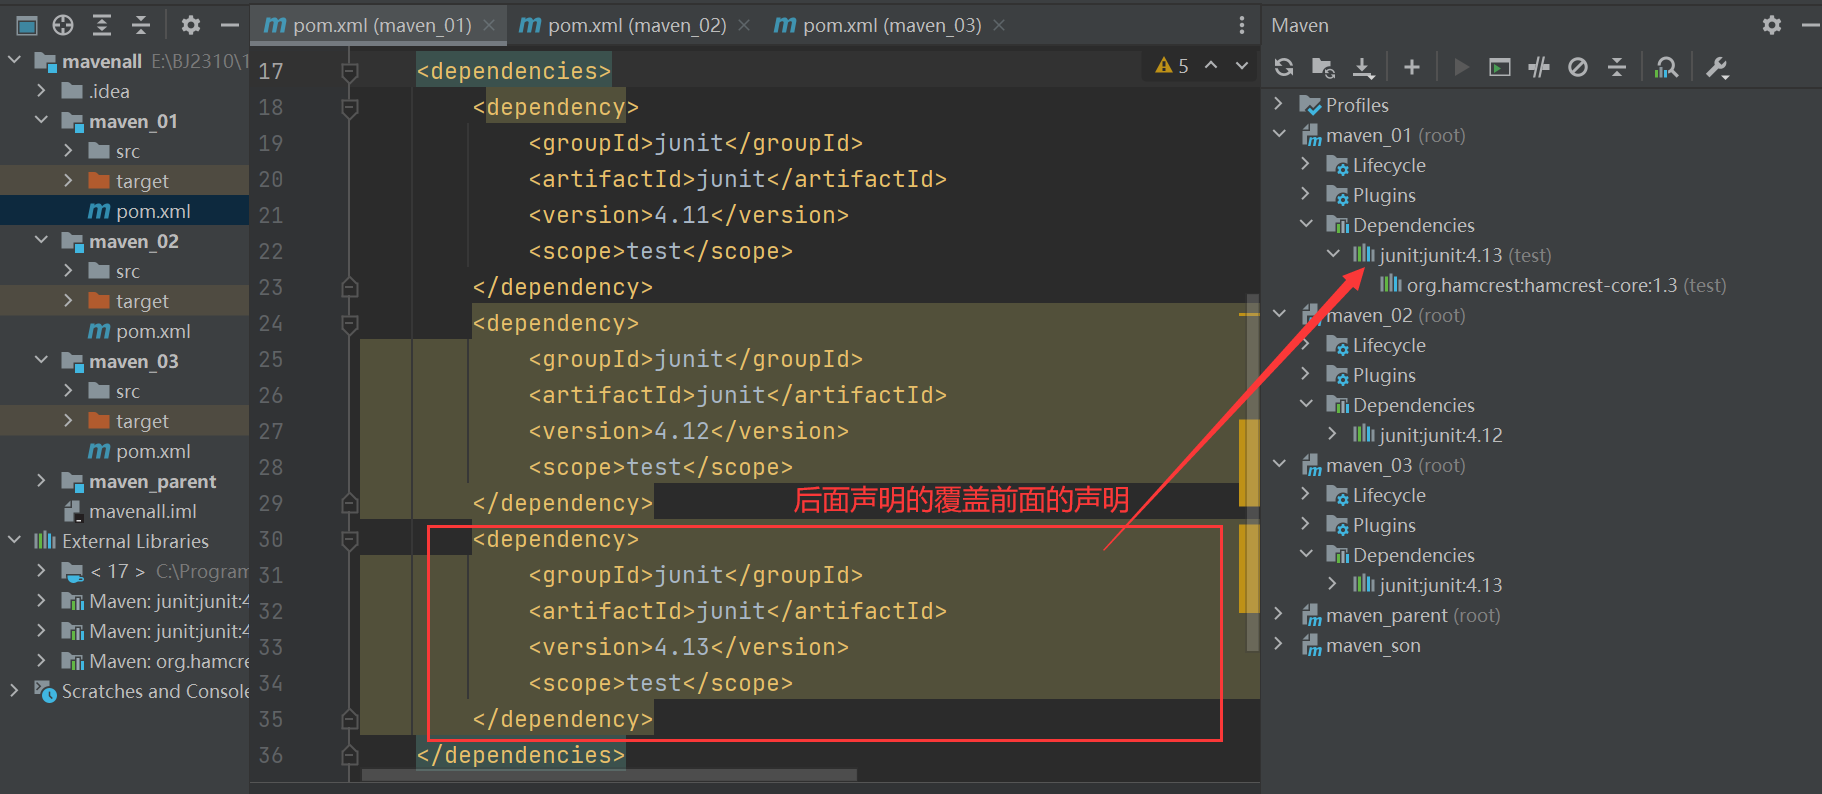 pom.xml (maven_01)
pom.xml (maven_02)
pom.xml (maven_03)
mavenall E:\BJ2310\1
.idea
maven_01
src
target
pom.xml
maven_02
src
target
pom.xml
maven_03
src
target
pom.xml
maven_parent
mavenall.iml
External Libraries
< 17 > C:\Program
Maven: junit:junit:4
Maven: junit:junit:4
Maven: org.hamcre
Scratches and Console
5
17 <dependencies>
18 <dependency>
19 <groupId>junit</groupId>
20 <artifactId>junit</artifactId>
21 <version>4.11</version>
22 <scope>test</scope>
23 </dependency>
24 <dependency>
25 <groupId>junit</groupId>
26 <artifactId>junit</artifactId>
27 <version>4.12</version>
28 <scope>test</scope>
29 </dependency>
后面声明的覆盖前面的声明
30 <dependency>
31 <groupId>junit</groupId>
32 <artifactId>junit</artifactId>
33 <version>4.13</version>
34 <scope>test</scope>
35 </dependency>
36 </dependencies>
Maven
Profiles
maven_01 (root)
Lifecycle
Plugins
Dependencies
junit:junit:4.13 (test)
org.hamcrest:hamcrest-core:1.3 (test)
maven_02 (root)
Lifecycle
Plugins
Dependencies
junit:junit:4.12
maven_03 (root)
Lifecycle
Plugins
Dependencies
junit:junit:4.13
maven_parent (root)
maven_son